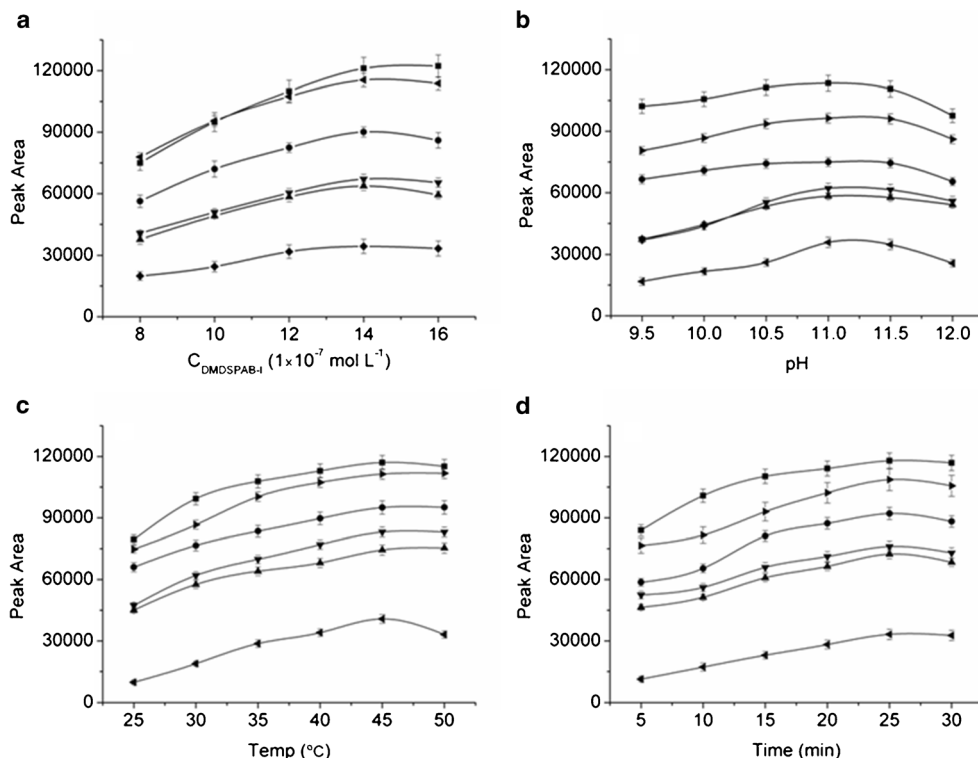 a
120000
90000
60000
30000
0
Peak Area
8 10 12 14 16
C_DMDSPAB-I (1×10⁻⁷ mol L⁻¹)
b
120000
90000
60000
30000
0
Peak Area
9.5 10.0 10.5 11.0 11.5 12.0
pH
c
120000
90000
60000
30000
0
Peak Area
25 30 35 40 45 50
Temp (°C)
d
120000
90000
60000
30000
0
Peak Area
5 10 15 20 25 30
Time (min)